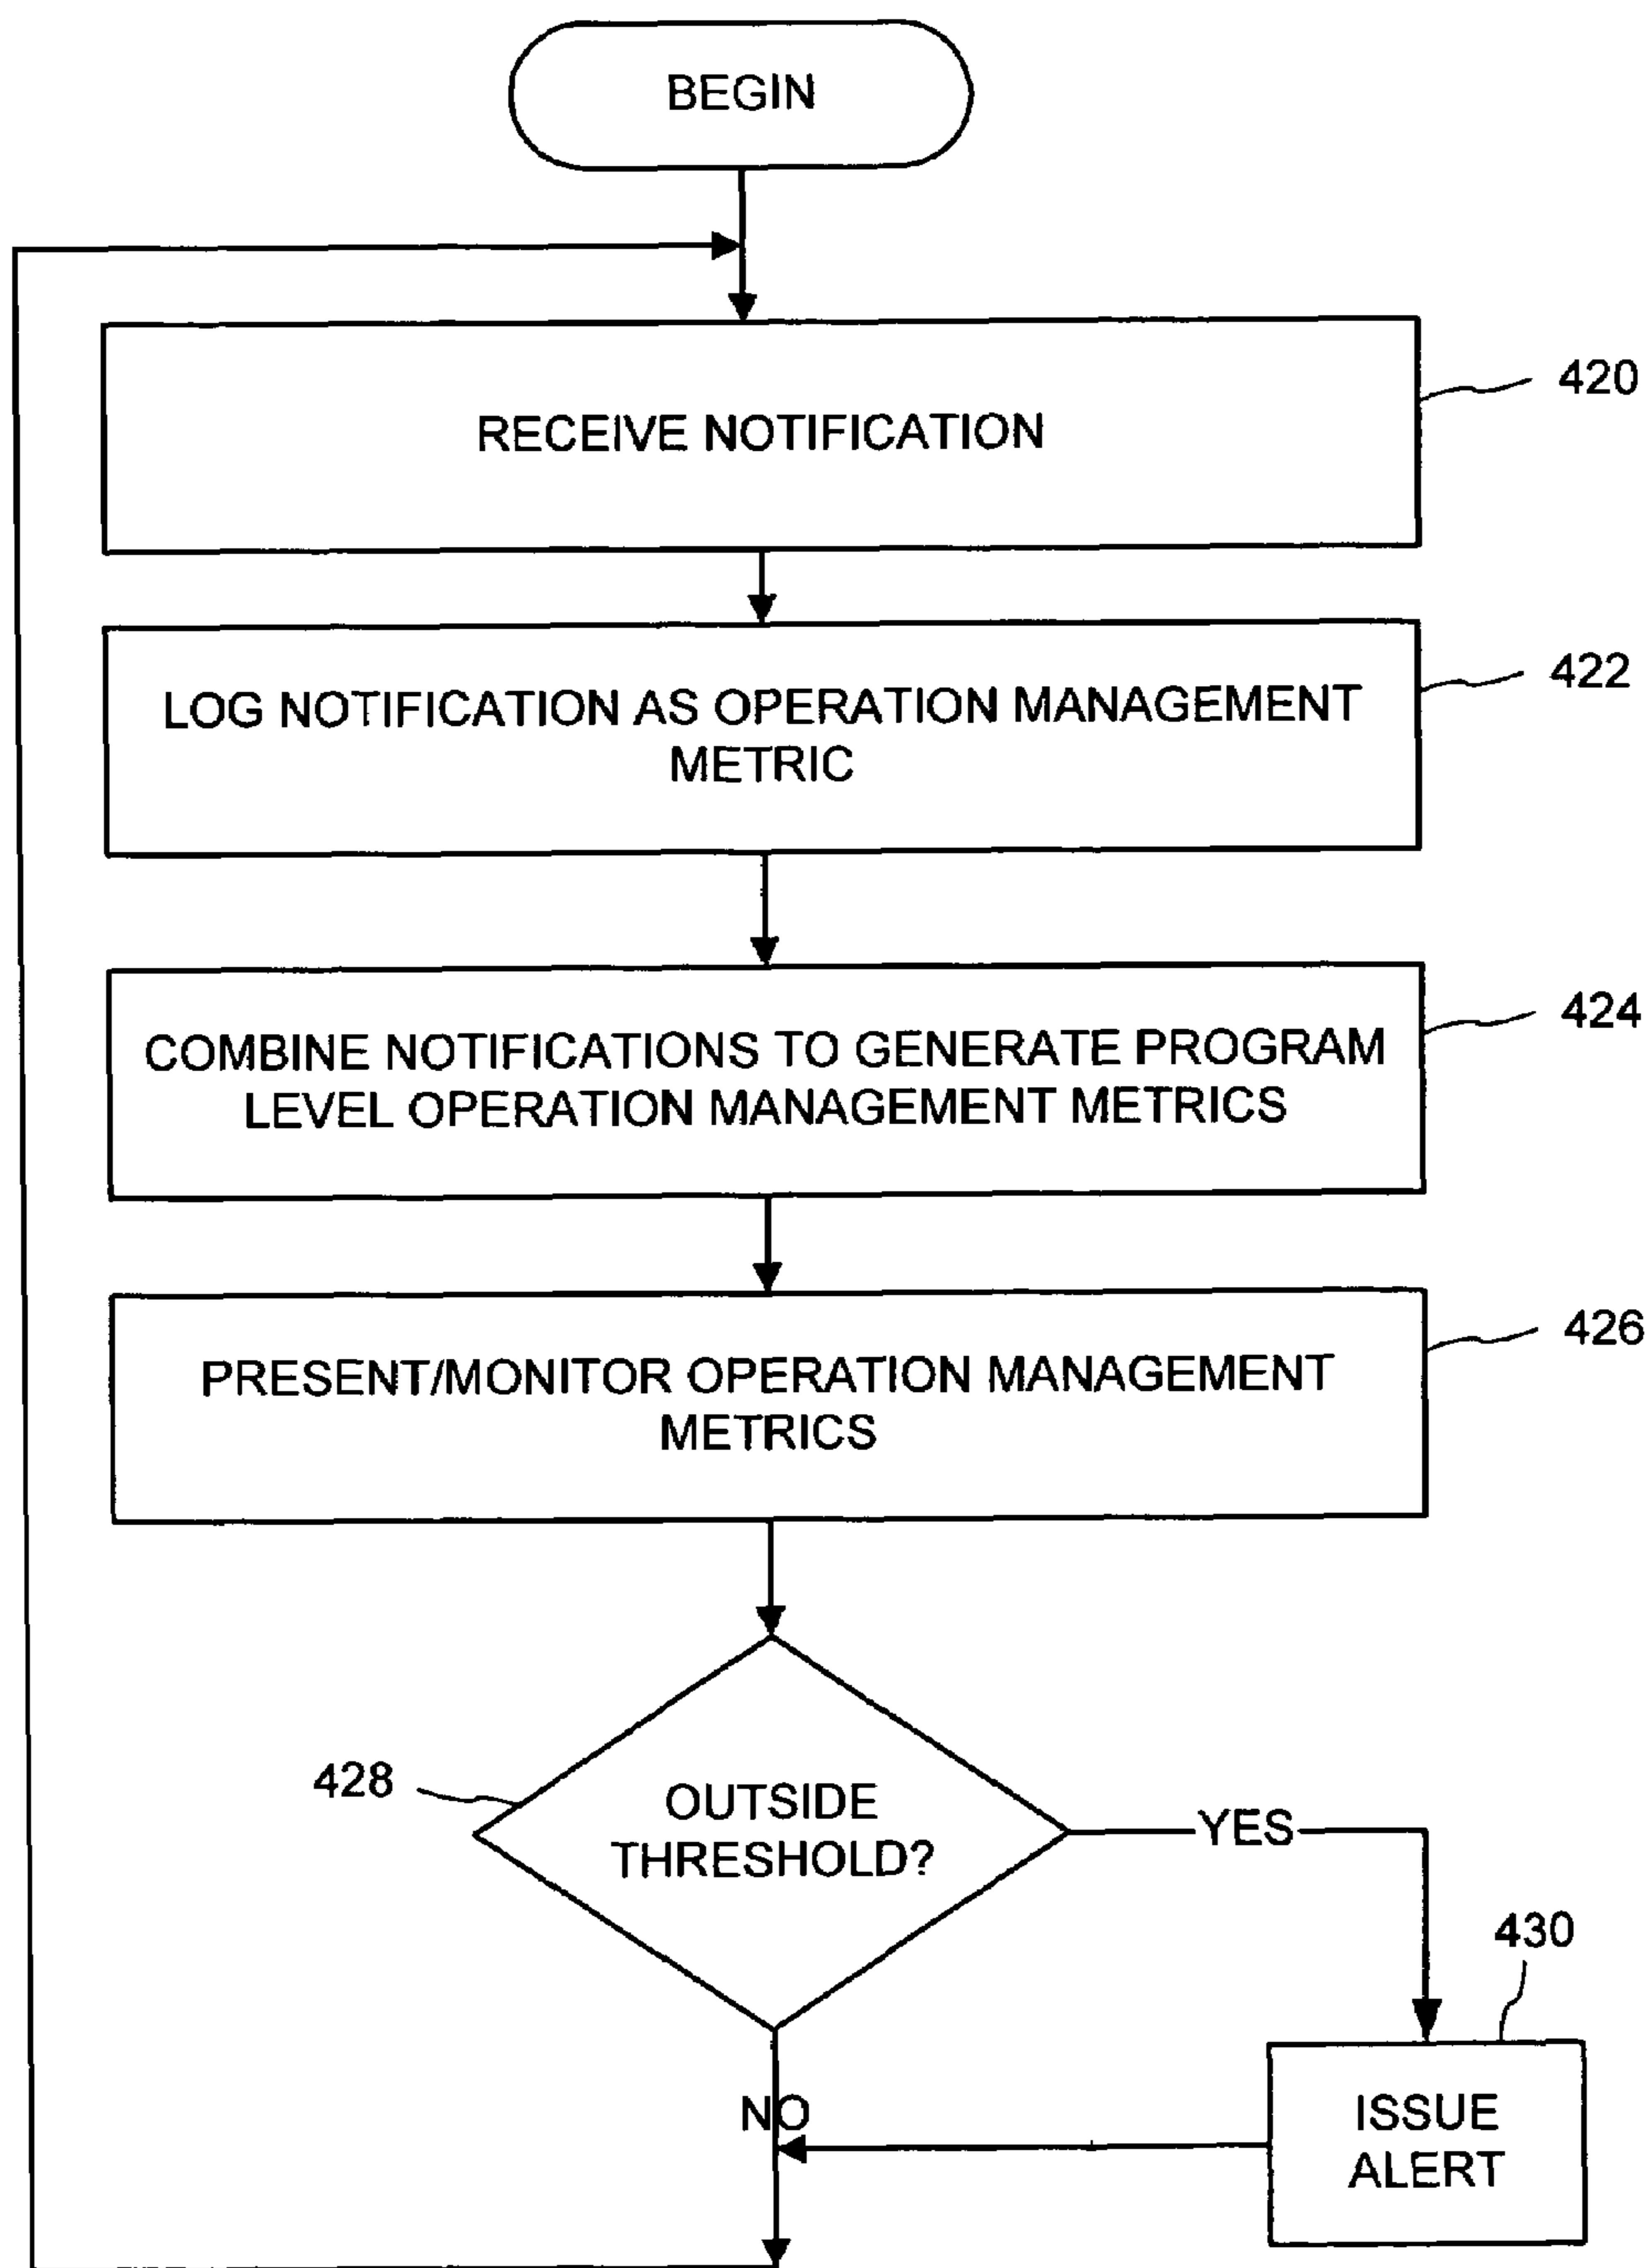 BEGIN
RECEIVE NOTIFICATION
420
LOG NOTIFICATION AS OPERATION MANAGEMENT
METRIC
422
COMBINE NOTIFICATIONS TO GENERATE PROGRAM
LEVEL OPERATION MANAGEMENT METRICS
424
PRESENT/MONITOR OPERATION MANAGEMENT
METRICS
426
428
OUTSIDE
THRESHOLD?
YES
430
NO
ISSUE
ALERT